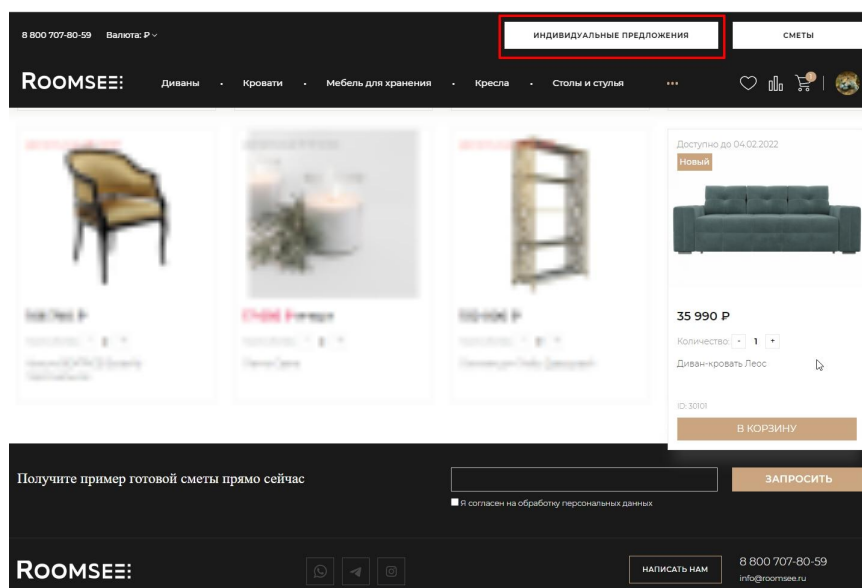 8 800 707-80-59 Валюта: ₽
ИНДИВИДУАЛЬНЫЕ ПРЕДЛОЖЕНИЯ
СМЕТЫ
ROOMSEE:
Диваны · Кровати · Мебель для хранения · Кресла · Столы и стулья ...
Доступно до 04.02.2022
Новый
35 990 ₽
Количество: - 1 +
Диван-кровать Леос
ID: 30101
В КОРЗИНУ
Получите пример готовой сметы прямо сейчас
ЗАПРОСИТЬ
Я согласен на обработку персональных данных
ROOMSEE:
НАПИСАТЬ НАМ
8 800 707-80-59
info@roomsee.ru